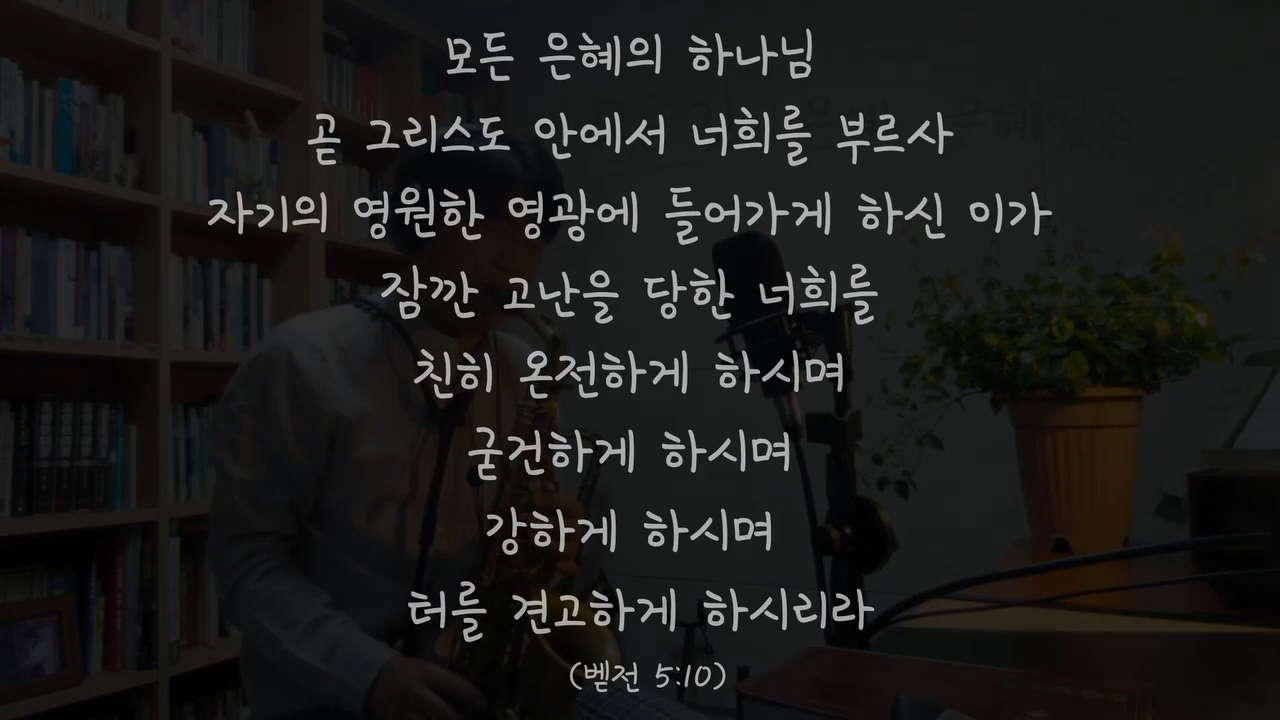 모든 은혜의 하나님
곧 그리스도 안에서 너희를 부르사
자기의 영원한 영광에 들어가게 하신 이가
잠깐 고난을 당한 너희를
친히 온전하게 하시며
굳건하게 하시며
강하게 하시며
터를 견고하게 하시리라
(벧전 5:10)